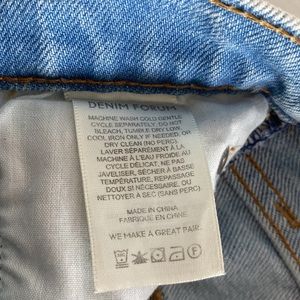 DENIM FORUM
MACHINE WASH COLD GENTLE
CYCLE SEPARATELY, DO NOT
BLEACH, TUMBLE DRY LOW,
COOL IRON ONLY IF NEEDED, OR
DRY CLEAN (NO PERC).
LAVER SÉPARÉMENT À LA
MACHINE À L'EAU FROIDE AU
CYCLE DÉLICAT, NE PAS
JAVELISER, SÉCHER À BASSE
TEMPÉRATURE, REPASSAGE
DOUX SI NÉCESSAIRE, OU
NETTOYER À SEC (SANS PERC).
MADE IN CHINA
FABRIQUÉ EN CHINE
WE MAKE A GREAT PAIR.